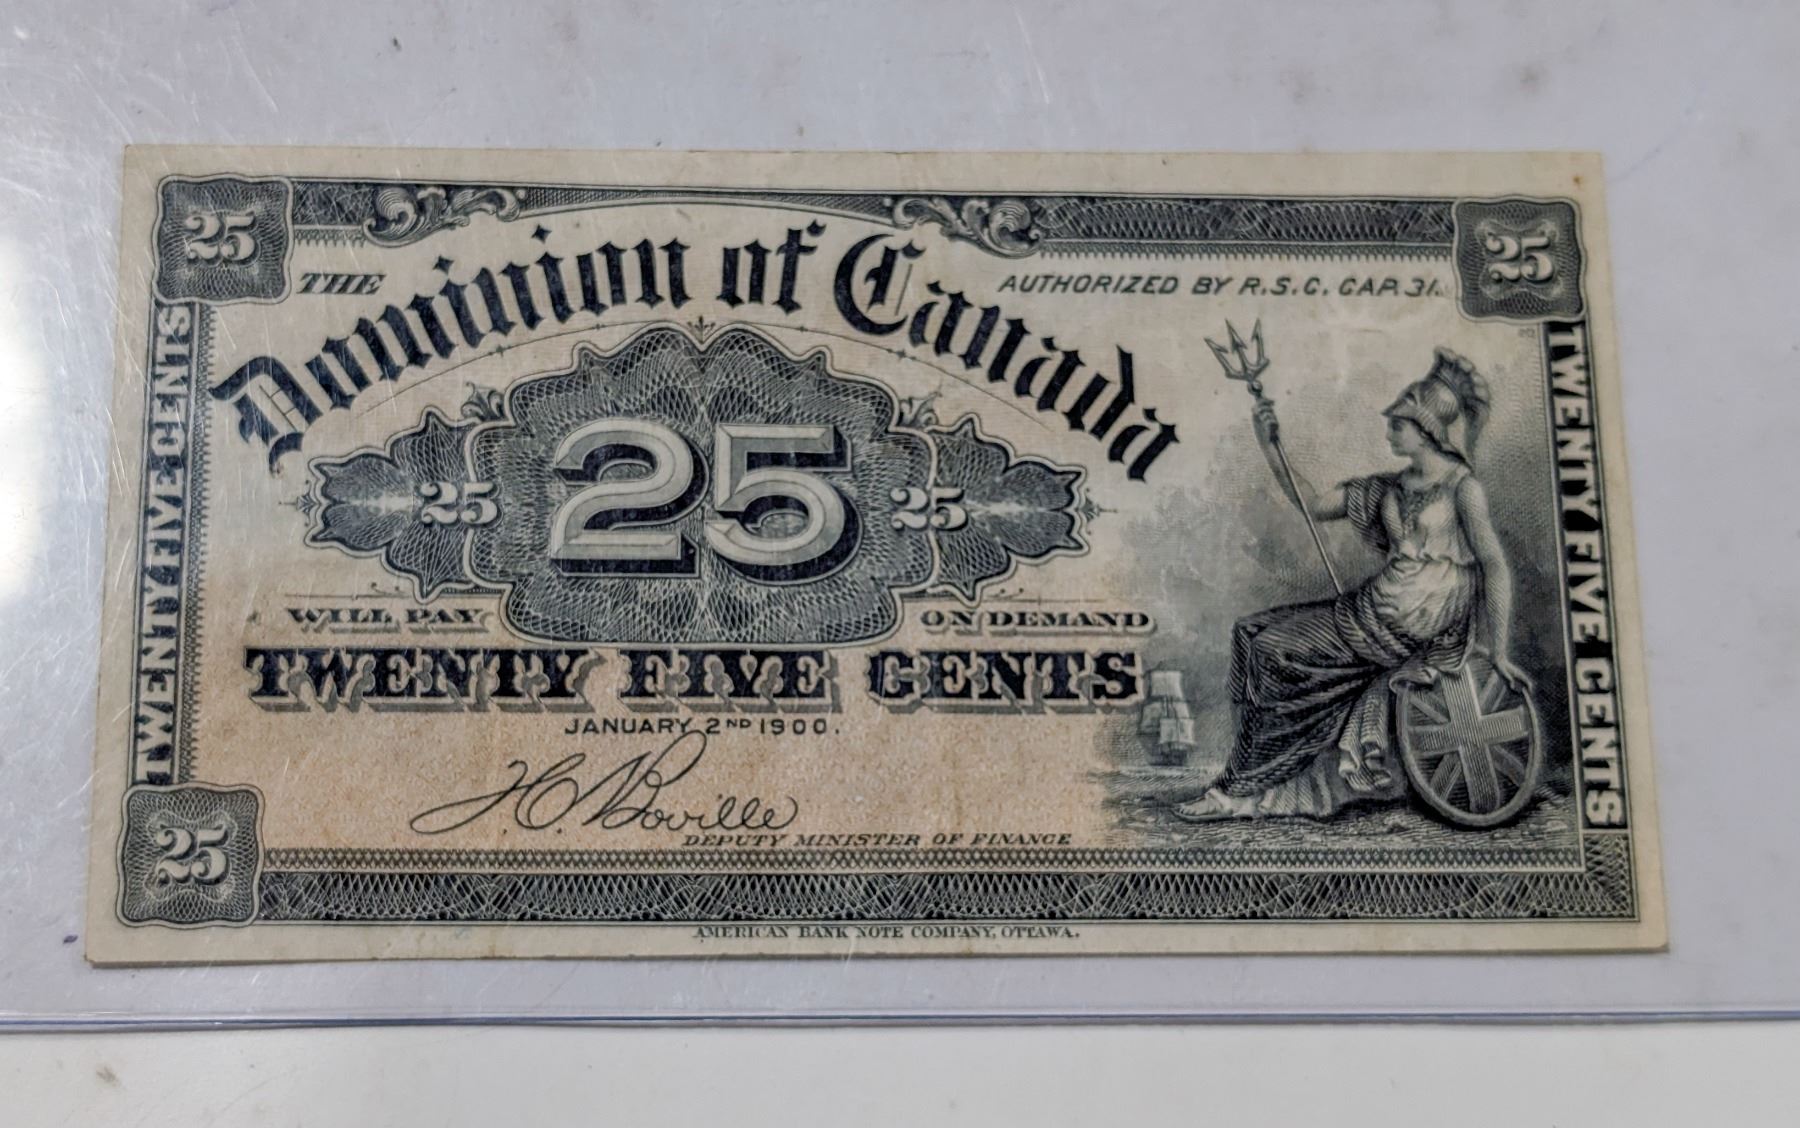 25
25
THE
Dominion of Canada
AUTHORIZED BY R.S.C. CAP. 31.
TWENTY FIVE CENTS
TWENTY FIVE CENTS
25
25
25
WILL PAY
ON DEMAND
TWENTY FIVE CENTS
JANUARY 2ND 1900.
H. C. Boville
DEPUTY MINISTER OF FINANCE
25
AMERICAN BANK NOTE COMPANY, OTTAWA.